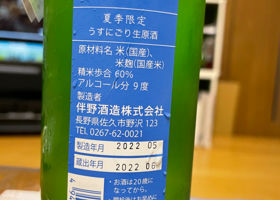 夏季限定
うすにごり生原酒
原材料名 米(国産)、
米麹(国産米)
精米歩合 60%
アルコール分 9度
製造者
伴野酒造株式会社
長野県佐久市野沢 123
TEL 0267-62-0021
製造年月 2022 05
蔵出年月 2022 06
・お酒は20歳に
なってから。